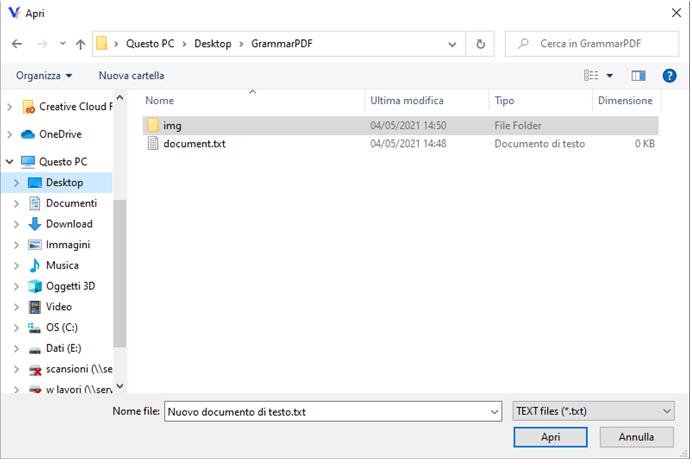 Apri
Questo PC > Desktop > GrammarPDF
Cerca in GrammarPDF
Organizza
Nuova cartella
Nome Ultima modifica Tipo Dimensione
img 04/05/2021 14:50 File Folder
document.txt 04/05/2021 14:48 Documento di testo 0 KB
Creative Cloud F
OneDrive
Questo PC
Desktop
Documenti
Download
Immagini
Musica
Oggetti 3D
Video
OS (C:)
Dati (E:)
scansioni (\\se
w lavori (\\serv
Nome file: Nuovo documento di testo.txt TEXT files (*.txt)
Apri Annulla